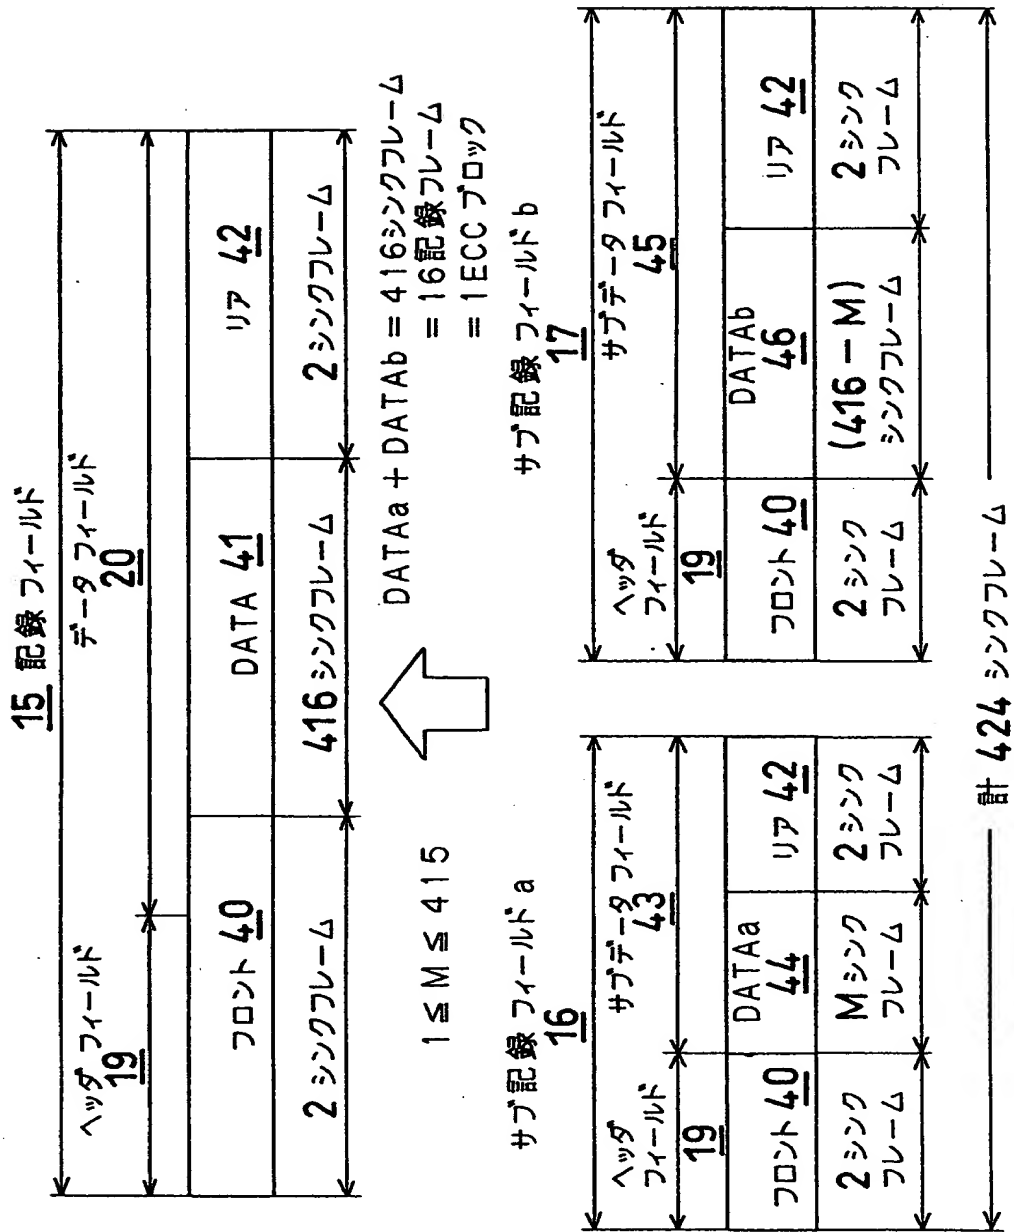 15 記録フィールド
ヘッダフィールド
19
データフィールド
20
フロント 40
DATA 41
リア 42
2シンクフレーム
416シンクフレーム
2シンクフレーム
1≦M≦415
DATAa+DATAb=416シンクフレーム
=16記録フレーム
=1ECCブロック
サブ記録フィールドa
16
ヘッダ
フィールド
19
サブデータフィールド
43
フロント 40
DATAa
44
リア 42
2シンク
フレーム
Mシンク
フレーム
2シンク
フレーム
サブ記録フィールドb
17
ヘッダ
フィールド
19
サブデータフィールド
45
フロント 40
DATAb
46
リア 42
2シンク
フレーム
(416-M)
シンクフレーム
2シンク
フレーム
計 424 シンクフレーム